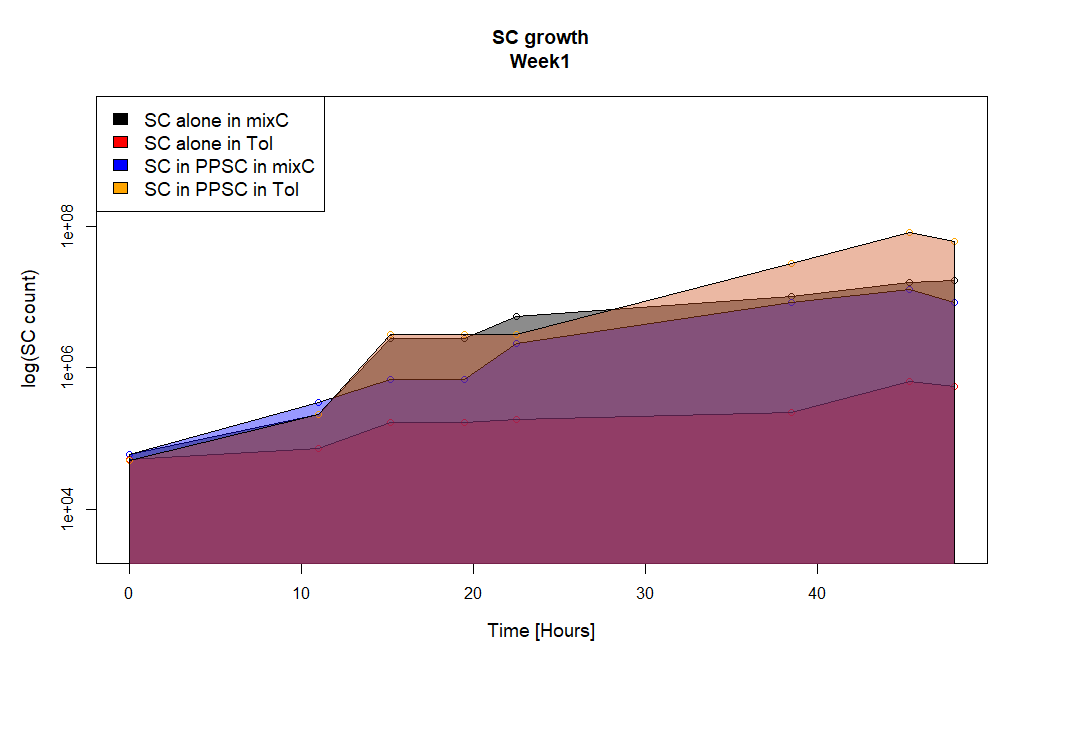 SC growth
Week1
SC alone in mixC
SC alone in Tol
SC in PPSC in mixC
SC in PPSC in Tol
log(SC count)
1e+08
1e+06
1e+04
0 10 20 30 40
Time [Hours]